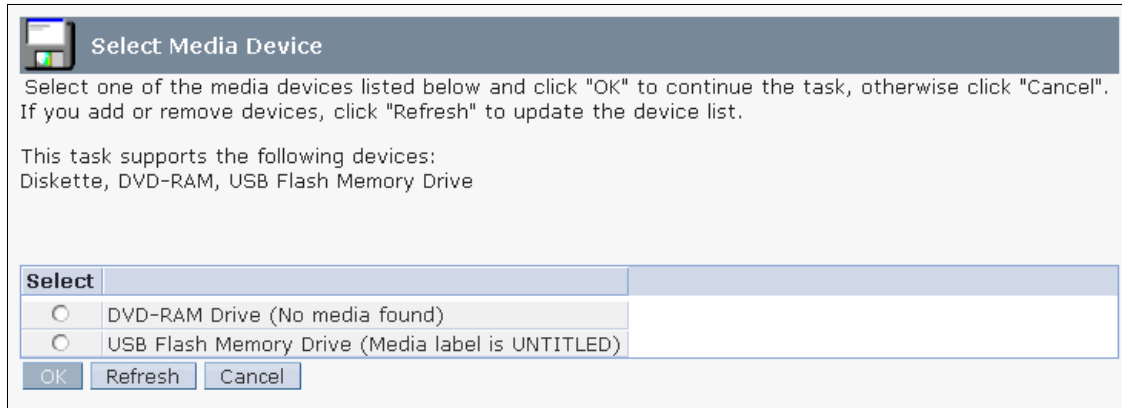 Select Media Device
Select one of the media devices listed below and click "OK" to continue the task, otherwise click "Cancel".
If you add or remove devices, click "Refresh" to update the device list.
This task supports the following devices:
Diskette, DVD-RAM, USB Flash Memory Drive
Select
DVD-RAM Drive (No media found)
USB Flash Memory Drive (Media label is UNTITLED)
OK Refresh Cancel